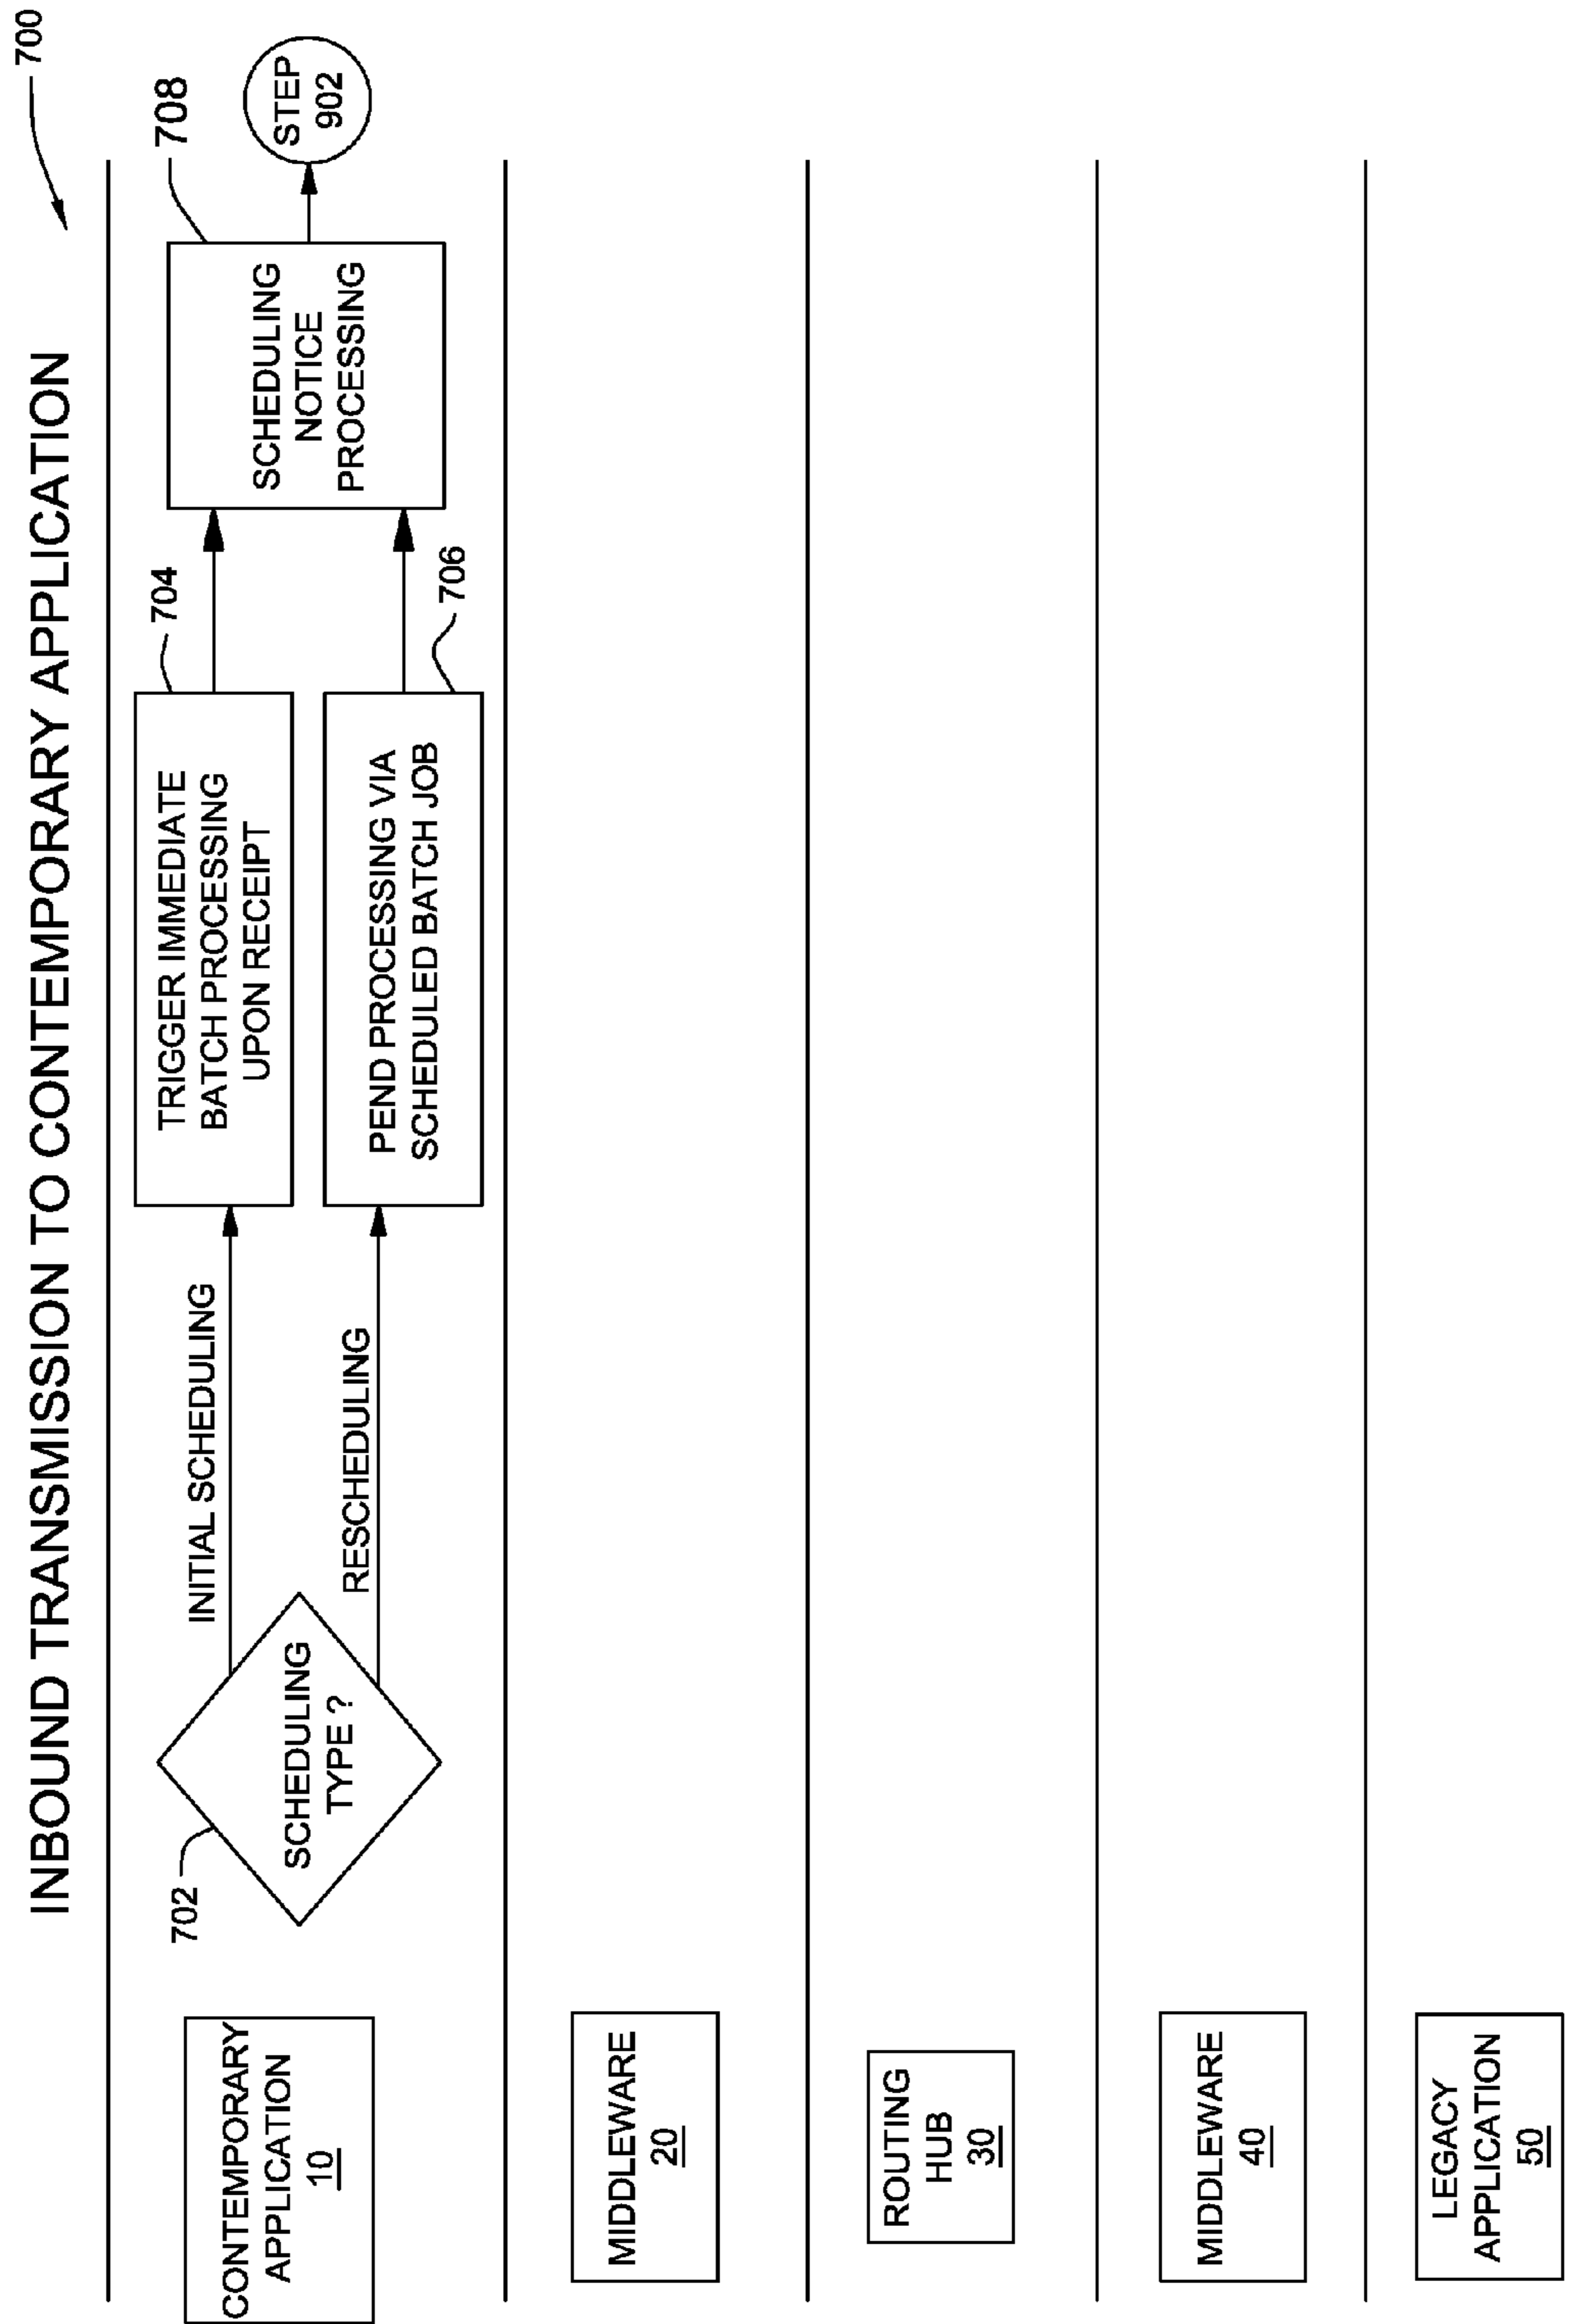 INBOUND TRANSMISSION TO CONTEMPORARY APPLICATION
700
CONTEMPORARY
APPLICATION
10
702
SCHEDULING
TYPE ?
INITIAL SCHEDULING
RESCHEDULING
704
TRIGGER IMMEDIATE
BATCH PROCESSING
UPON RECEIPT
706
PEND PROCESSING VIA
SCHEDULED BATCH JOB
708
SCHEDULING
NOTICE
PROCESSING
STEP
902
MIDDLEWARE
20
ROUTING
HUB
30
MIDDLEWARE
40
LEGACY
APPLICATION
50